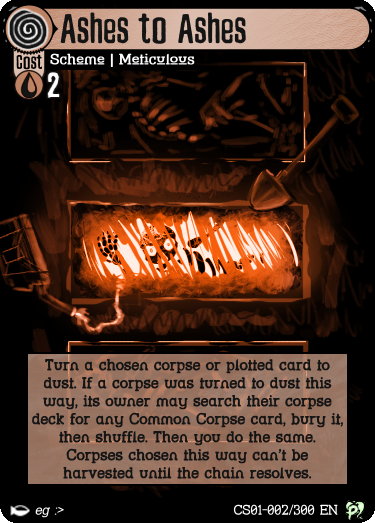 Ashes to Ashes
Cost
Scheme | Meticulous
2
Turn a chosen corpse or plotted card to
dust. If a corpse was turned to dust this
way, its owner may search their corpse
deck for any Common Corpse card, bury it,
then shuffle. Then you do the same.
Corpses chosen this way can't be
harvested until the chain resolves.
eg :>
CS01-002/300 EN